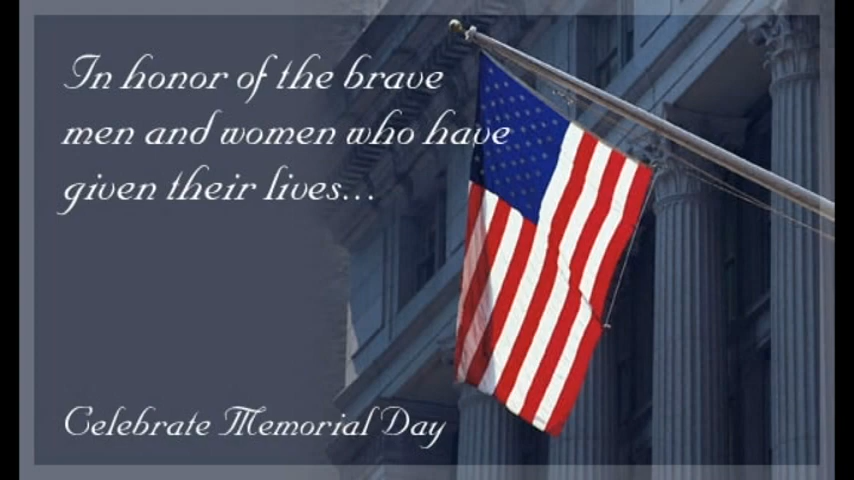 In honor of the brave
men and women who have
given their lives...
Celebrate Memorial Day